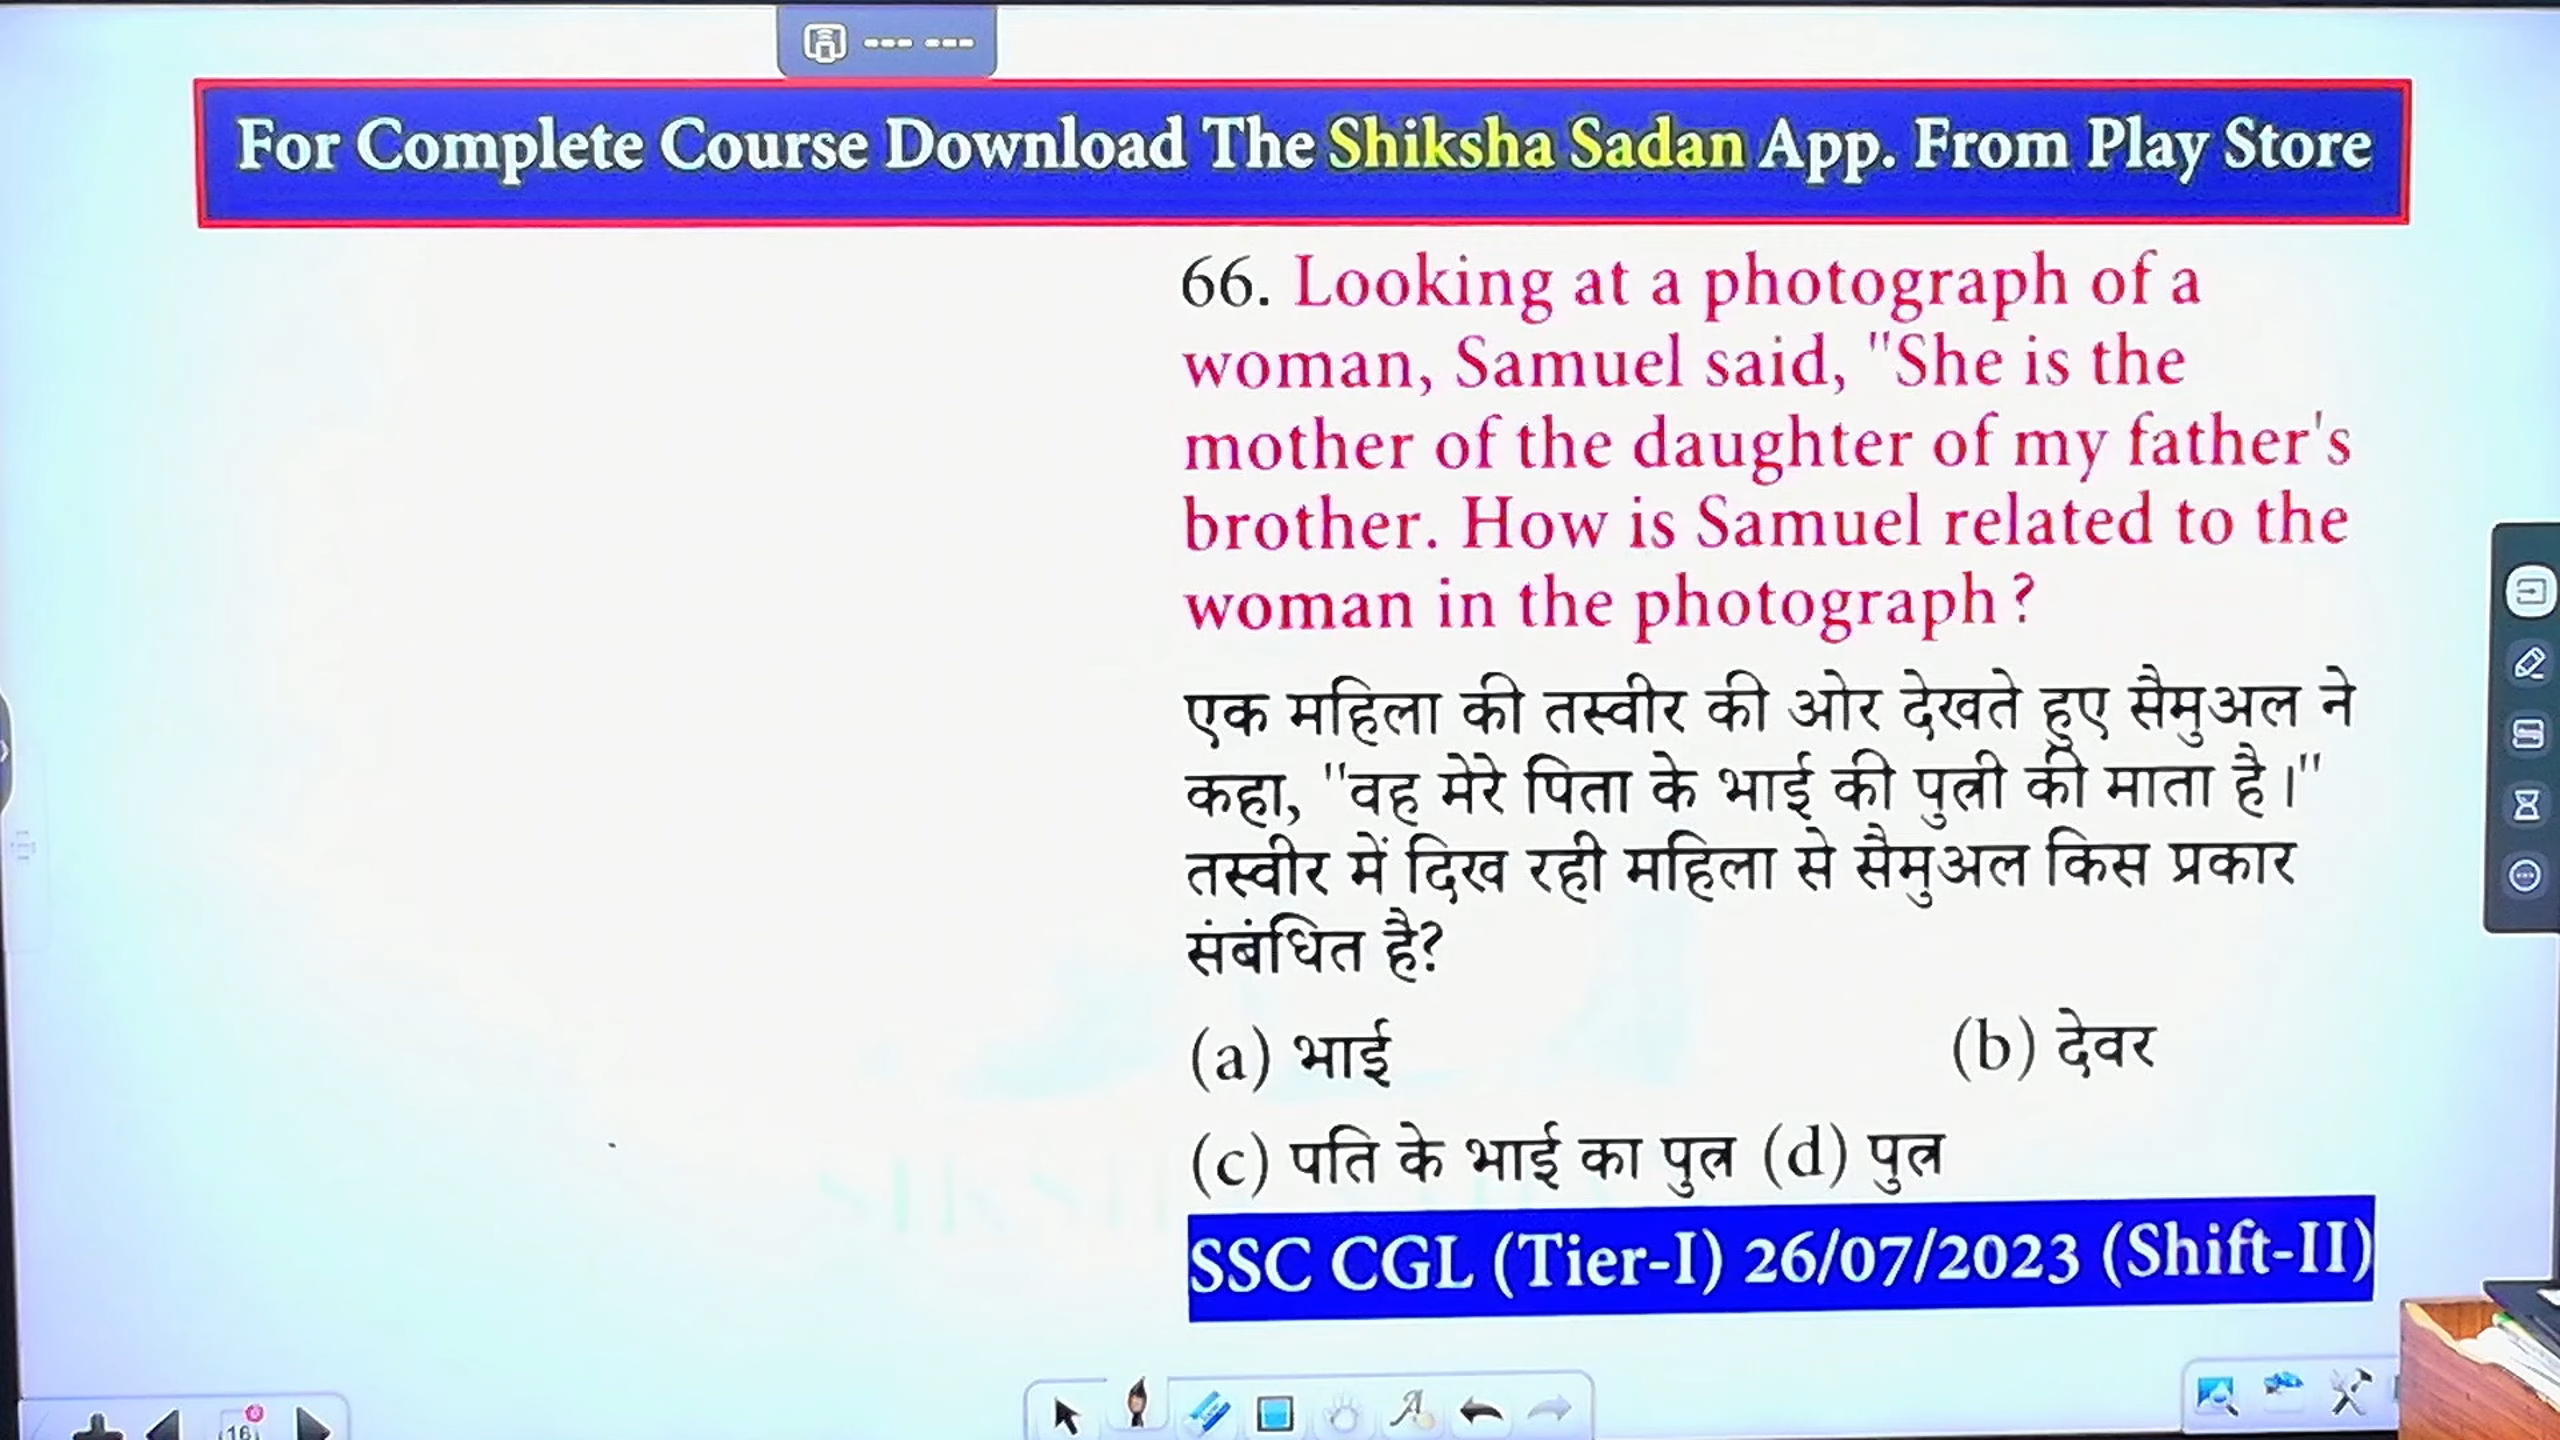 For Complete Course Download The Shiksha Sadan App. From Play Store
66. Looking at a photograph of a
woman, Samuel said, "She is the
mother of the daughter of my father's
brother. How is Samuel related to the
woman in the photograph?
एक महिला की तस्वीर की ओर देखते हुए सैमुअल ने
कहा, "वह मेरे पिता के भाई की पुत्री की माता है।"
तस्वीर में दिख रही महिला से सैमुअल किस प्रकार
संबंधित है?
(a) भाई (b) देवर
(c) पति के भाई का पुत्र (d) पुत्र
SSC CGL (Tier-I) 26/07/2023 (Shift-II)
16